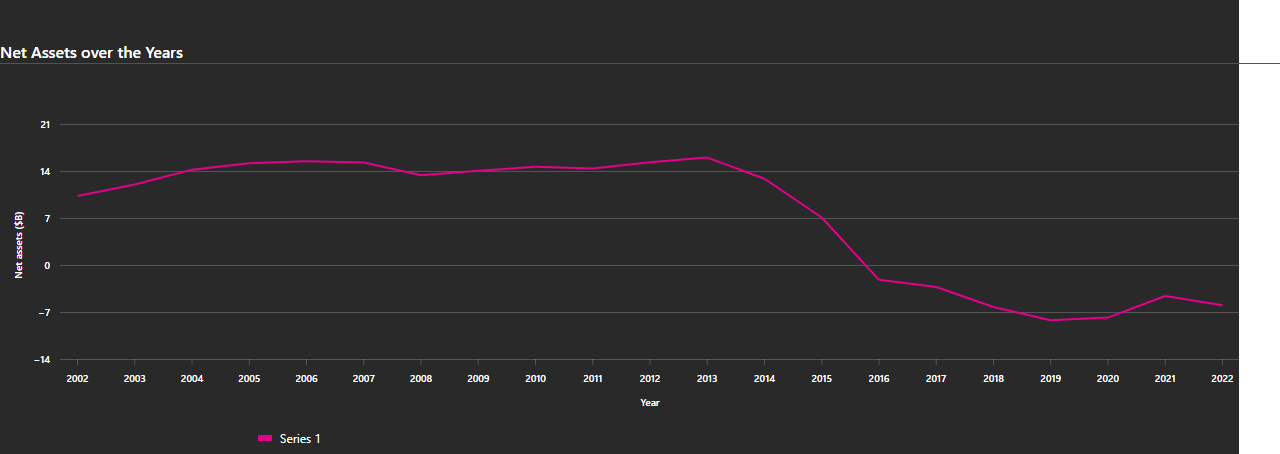 Net Assets over the Years
21
14
7
0
−7
−14
Net assets ($B)
2002 2003 2004 2005 2006 2007 2008 2009 2010 2011 2012 2013 2014 2015 2016 2017 2018 2019 2020 2021 2022
Year
Series 1